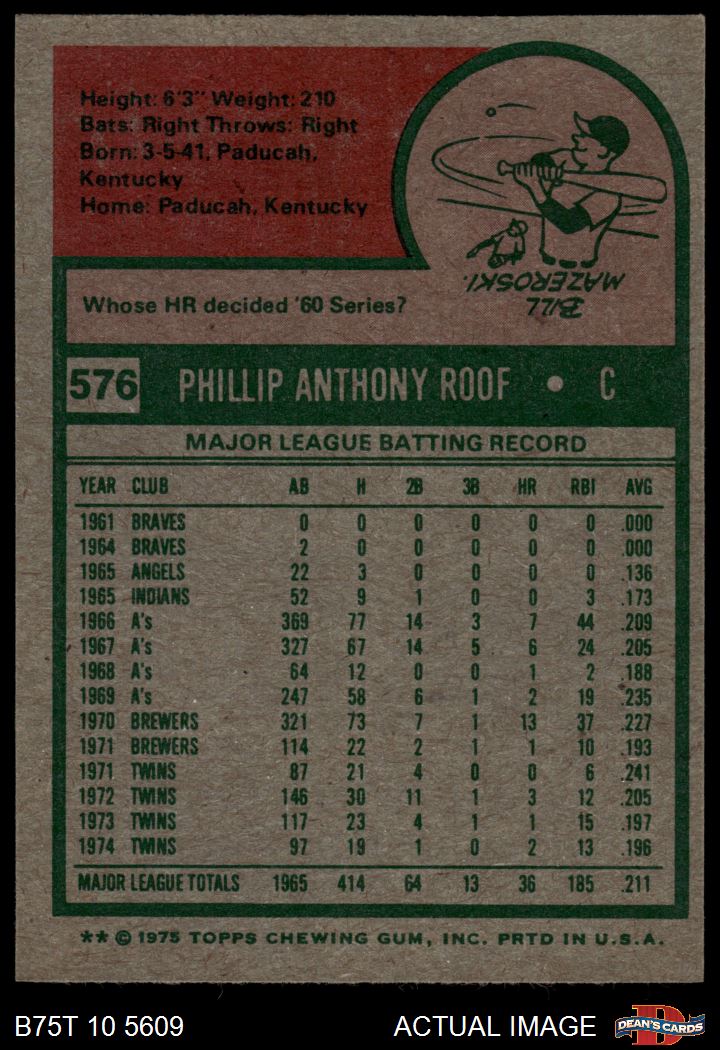 Height: 6'3" Weight: 210
Bats: Right Throws: Right
Born: 3-5-41, Paducah,
Kentucky
Home: Paducah, Kentucky
Whose HR decided '60 Series?
BILL
MAZEROSKI.
576 PHILLIP ANTHONY ROOF • C
MAJOR LEAGUE BATTING RECORD
YEAR CLUB AB H 2B 3B HR RBI AVG
1961 BRAVES 0 0 0 0 0 0 .000
1964 BRAVES 2 0 0 0 0 0 .000
1965 ANGELS 22 3 0 0 0 0 .136
1965 INDIANS 52 9 1 0 0 3 .173
1966 A's 369 77 14 3 7 44 .209
1967 A's 327 67 14 5 6 24 .205
1968 A's 64 12 0 0 1 2 .188
1969 A's 247 58 6 1 2 19 .235
1970 BREWERS 321 73 7 1 13 37 .227
1971 BREWERS 114 22 2 1 1 10 .193
1971 TWINS 87 21 4 0 0 6 .241
1972 TWINS 146 30 11 1 3 12 .205
1973 TWINS 117 23 4 1 1 15 .197
1974 TWINS 97 19 1 0 2 13 .196
MAJOR LEAGUE TOTALS 1965 414 64 13 36 185 .211
** © 1975 TOPPS CHEWING GUM, INC. PRTD IN U.S.A.
B75T 10 5609 ACTUAL IMAGE DEAN'S CARDS